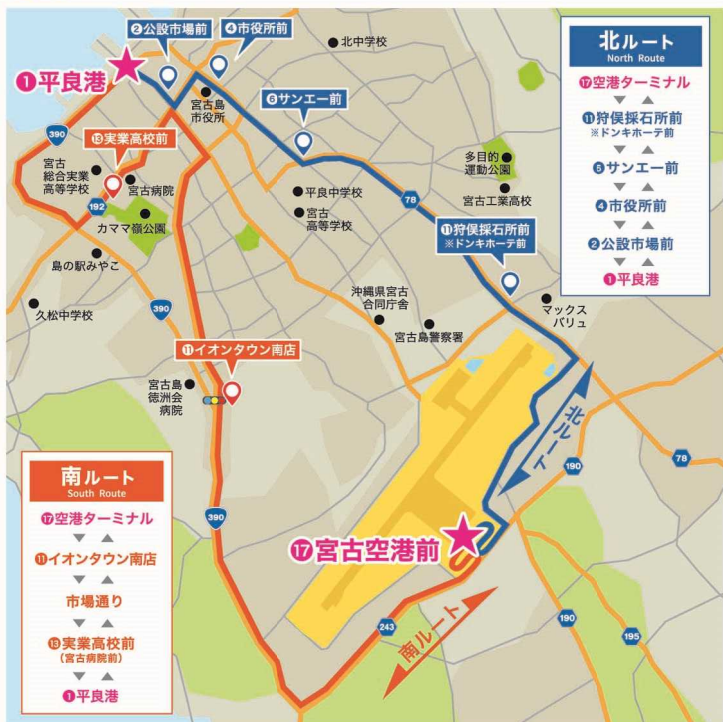 ②公設市場前
④市役所前
北中学校
①平良港
宮古島
市役所
⑥サンエー前
390
⑬実業高校前
宮古
総合実業
高等学校
宮古病院
192
カママ嶺公園
島の駅みやこ
久松中学校
390
平良中学校
宮古
高等学校
78
多目的
運動公園
宮古工業高校
⑪狩俣採石所前
※ドンキホーテ前
沖縄県宮古
合同庁舎
宮古島警察署
マックス
バリュ
⑪イオンタウン南店
宮古島
徳洲会
病院
北ルート
190
78
390
⑰宮古空港前
243
南ルート
190
195
北ルート
North Route
⑰空港ターミナル
⑪狩俣採石所前
※ドンキホーテ前
⑤サンエー前
④市役所前
②公設市場前
①平良港
南ルート
South Route
⑰空港ターミナル
⑪イオンタウン南店
市場通り
⑬実業高校前
(宮古病院前)
①平良港